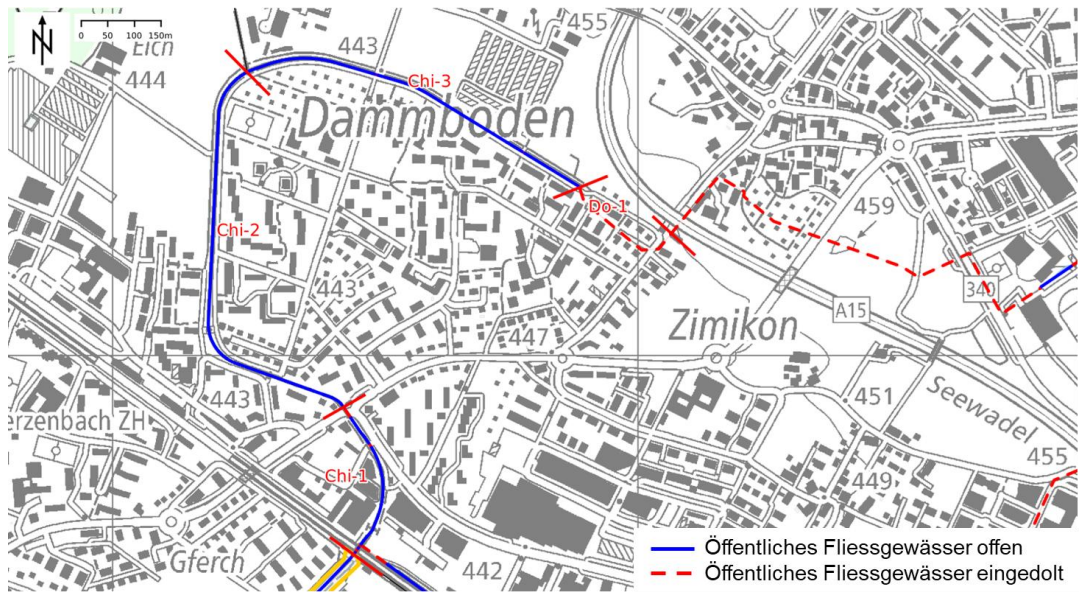 N
0 50 100 150m
Eich
444
443
455
Chi-3
Dammboden
Do-1
459
Chi-2
443
340
A15
Zimikon
447
451
443
Seewadel
erzenbach ZH
455
Chi-1
449
Gferch
442
Öffentliches Fliessgewässer offen
Öffentliches Fliessgewässer eingedolt